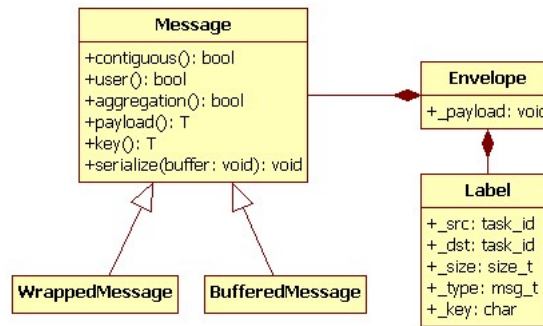 Message
+contiguous(): bool
+user(): bool
+aggregation(): bool
+payload(): T
+key(): T
+serialize(buffer: void): void
Envelope
+_payload: void
Label
+_src: task_id
+_dst: task_id
+_size: size_t
+_type: msg_t
+_key: char
WrappedMessage
BufferedMessage